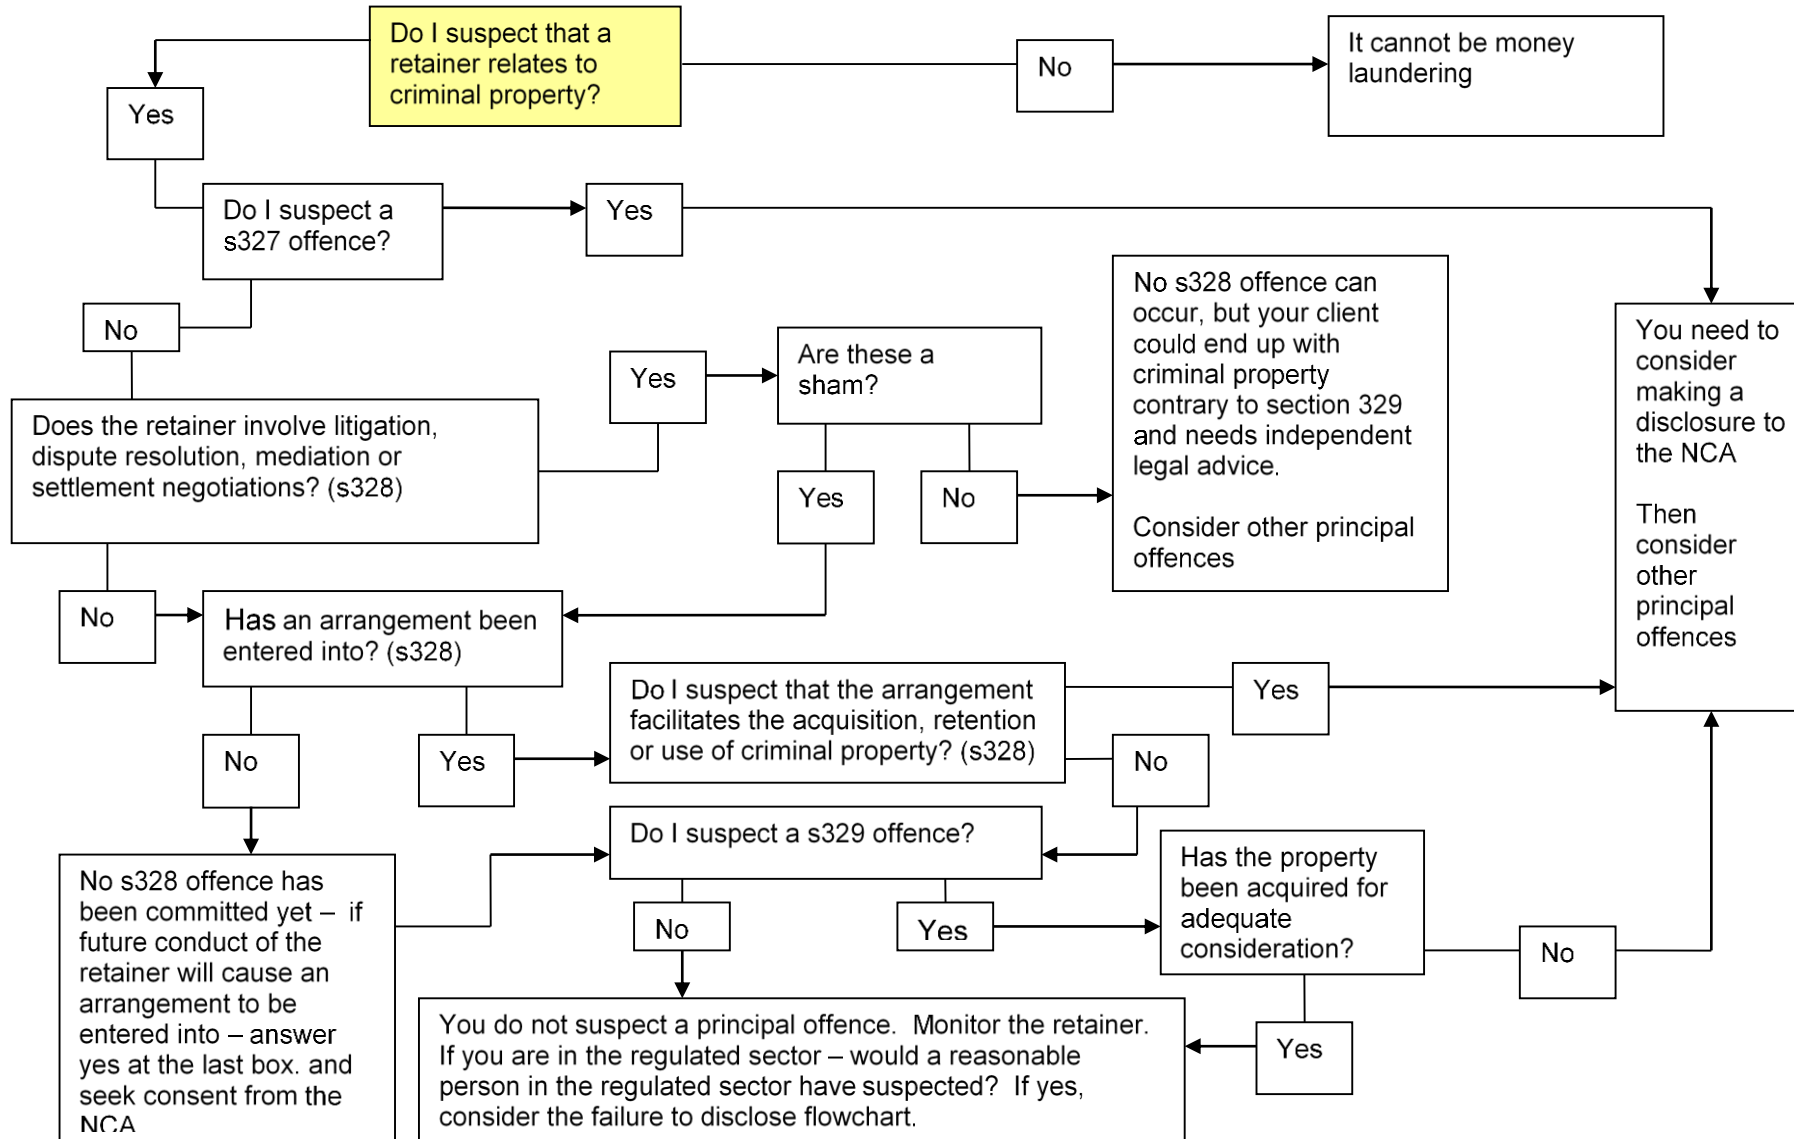 Do I suspect that a
retainer relates to
criminal property?
No
It cannot be money
laundering
Yes
Do I suspect a
s327 offence?
Yes
No
Does the retainer involve litigation,
dispute resolution, mediation or
settlement negotiations? (s328)
Yes
Are these a
sham?
Yes
No
No s328 offence can
occur, but your client
could end up with
criminal property
contrary to section 329
and needs independent
legal advice.
Consider other principal
offences
You need to
consider
making a
disclosure to
the NCA
Then
consider
other
principal
offences
No
Has an arrangement been
entered into? (s328)
No
Yes
Do I suspect that the arrangement
facilitates the acquisition, retention
or use of criminal property? (s328)
Yes
No
Do I suspect a s329 offence?
No
Yes
Has the property
been acquired for
adequate
consideration?
No
Yes
No s328 offence has
been committed yet – if
future conduct of the
retainer will cause an
arrangement to be
entered into – answer
yes at the last box. and
seek consent from the
NCA
You do not suspect a principal offence. Monitor the retainer.
If you are in the regulated sector – would a reasonable
person in the regulated sector have suspected? If yes,
consider the failure to disclose flowchart.